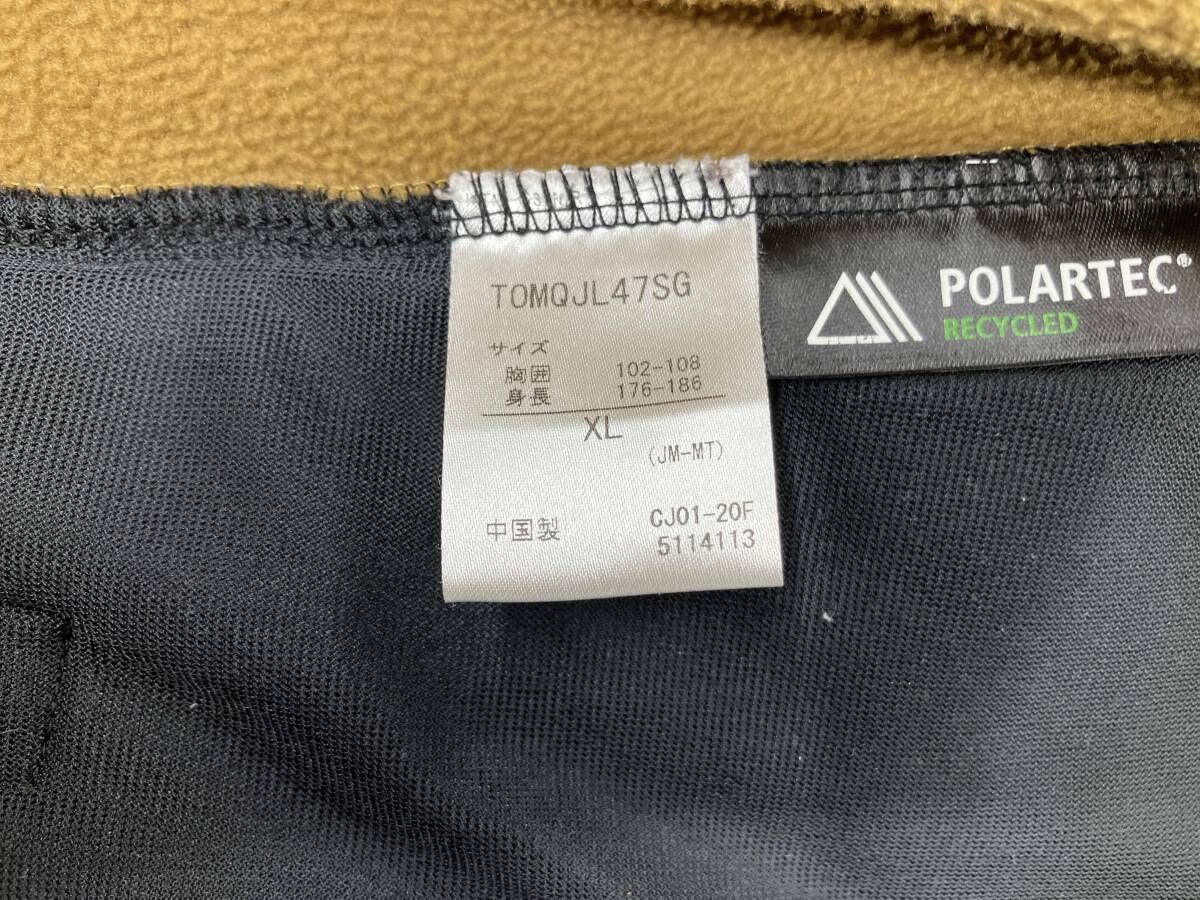 TOMQJL47SG
サイズ
胸囲 102-108
身長 176-186
XL
(JM-MT)
中国製 CJ01-20F
5114113
POLARTEC®
RECYCLED